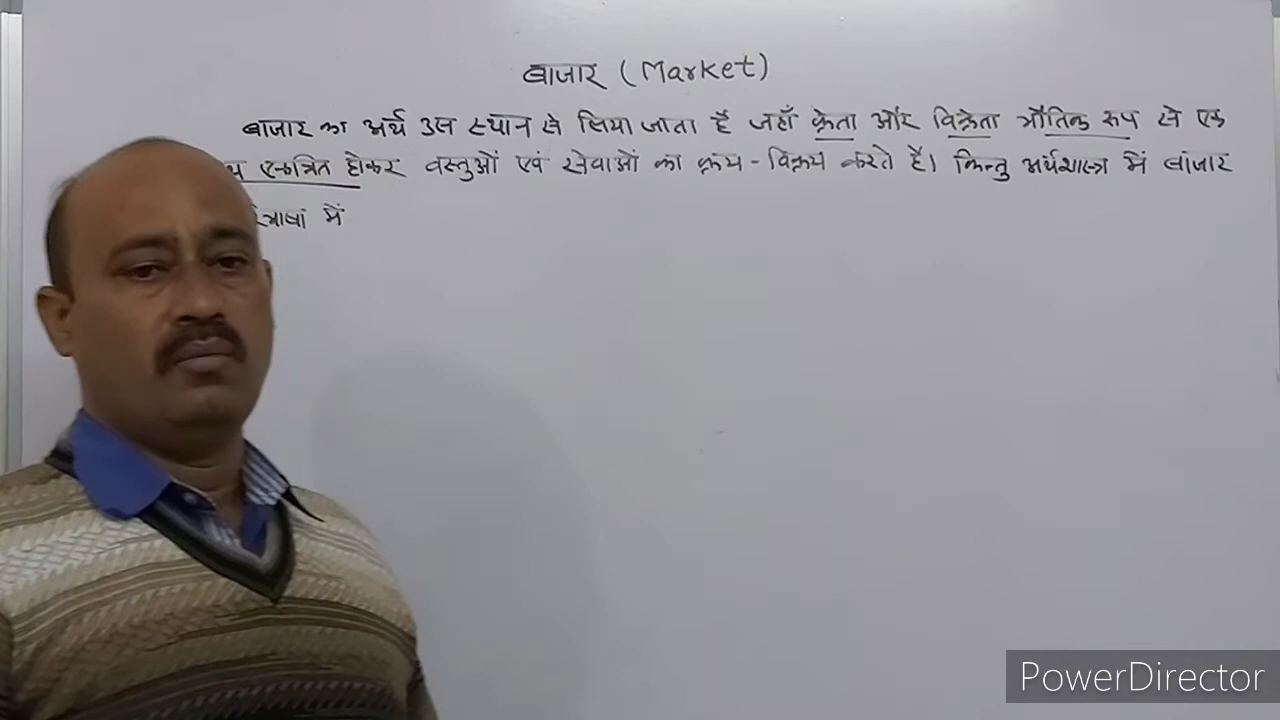 बाजार (Market)
बाजार का अर्थ उस स्थान से लिया जाता है जहाँ क्रेता और विक्रेता भौतिक रूप से एक
एकत्रित होकर वस्तुओं एवं सेवाओं का क्रय - विक्रय करते है। किन्तु अर्थशास्त्र में बाजार
में
PowerDirector